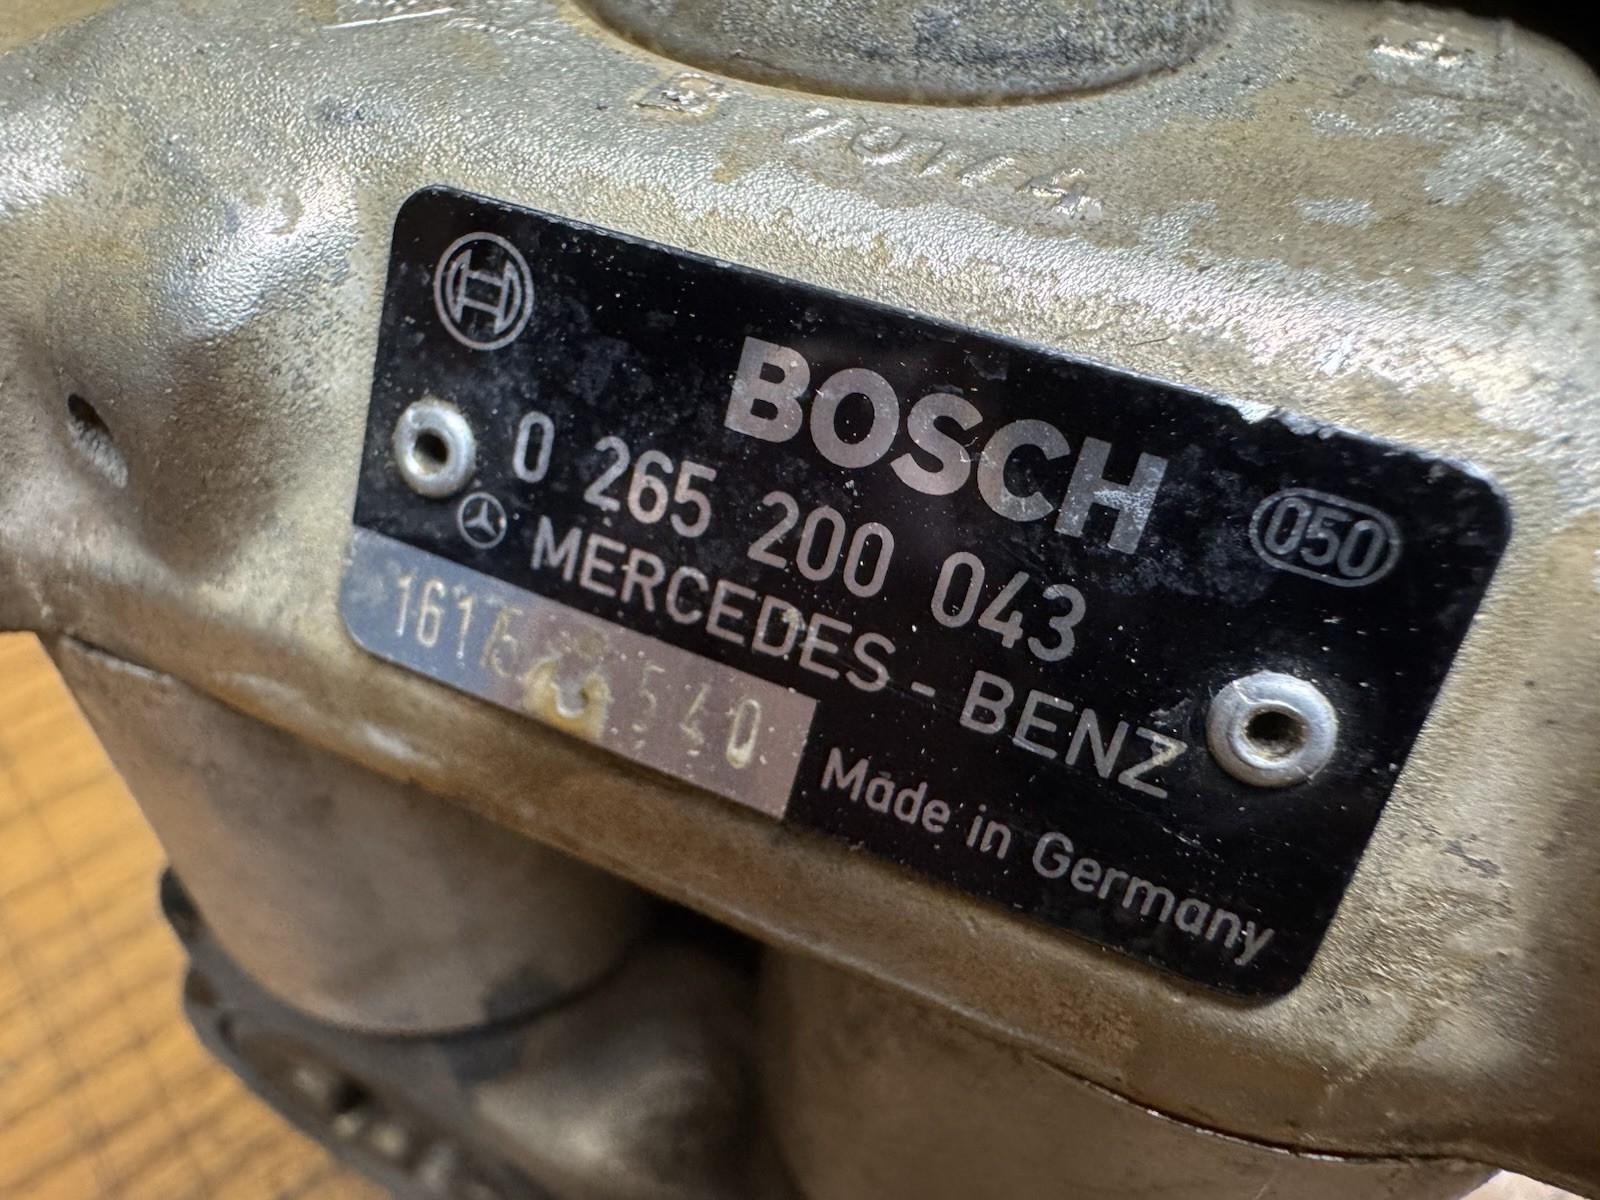 BOSCH
050
0 265 200 043
MERCEDES - BENZ
Made in Germany